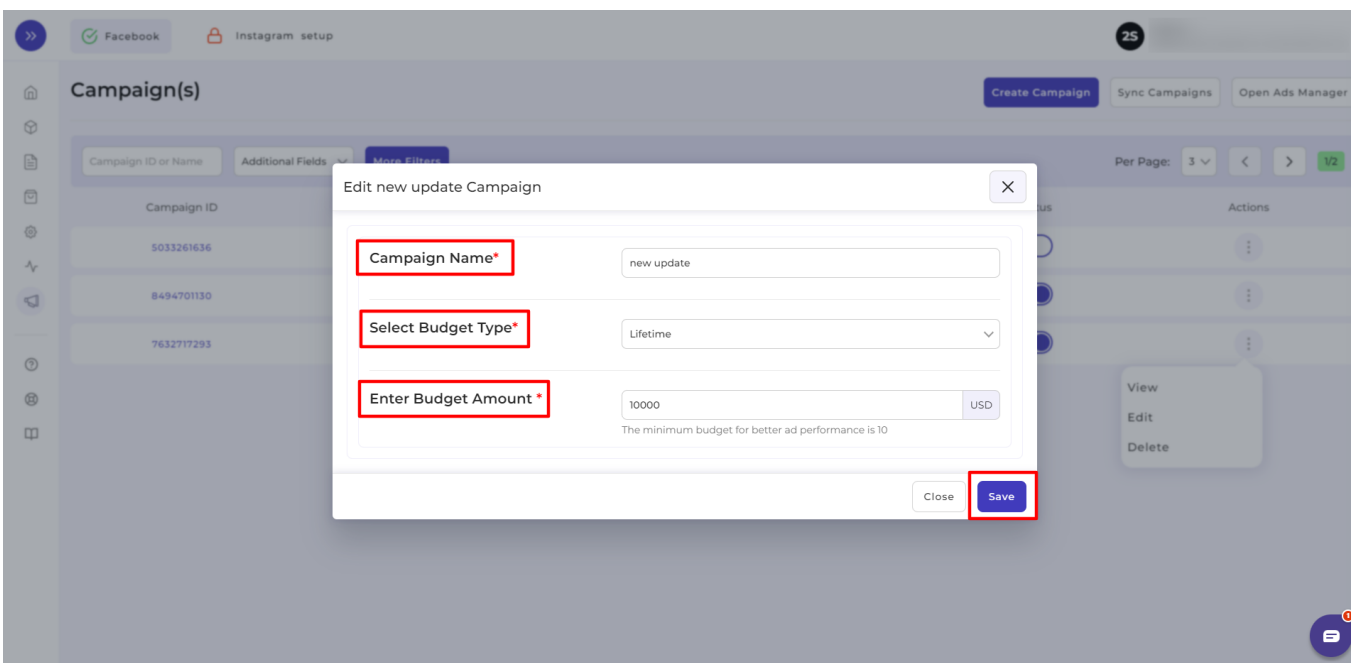 Facebook
Instagram setup
2S
Campaign(s)
Create Campaign
Sync Campaigns
Open Ads Manager
Campaign ID or Name
Additional Fields
More Filters
Per Page: 3
1/2
Edit new update Campaign
Campaign ID
Actions
5033261636
Campaign Name*
new update
8494701130
Select Budget Type*
Lifetime
7632717293
View
Enter Budget Amount *
10000
USD
Edit
The minimum budget for better ad performance is 10
Delete
Close
Save
1